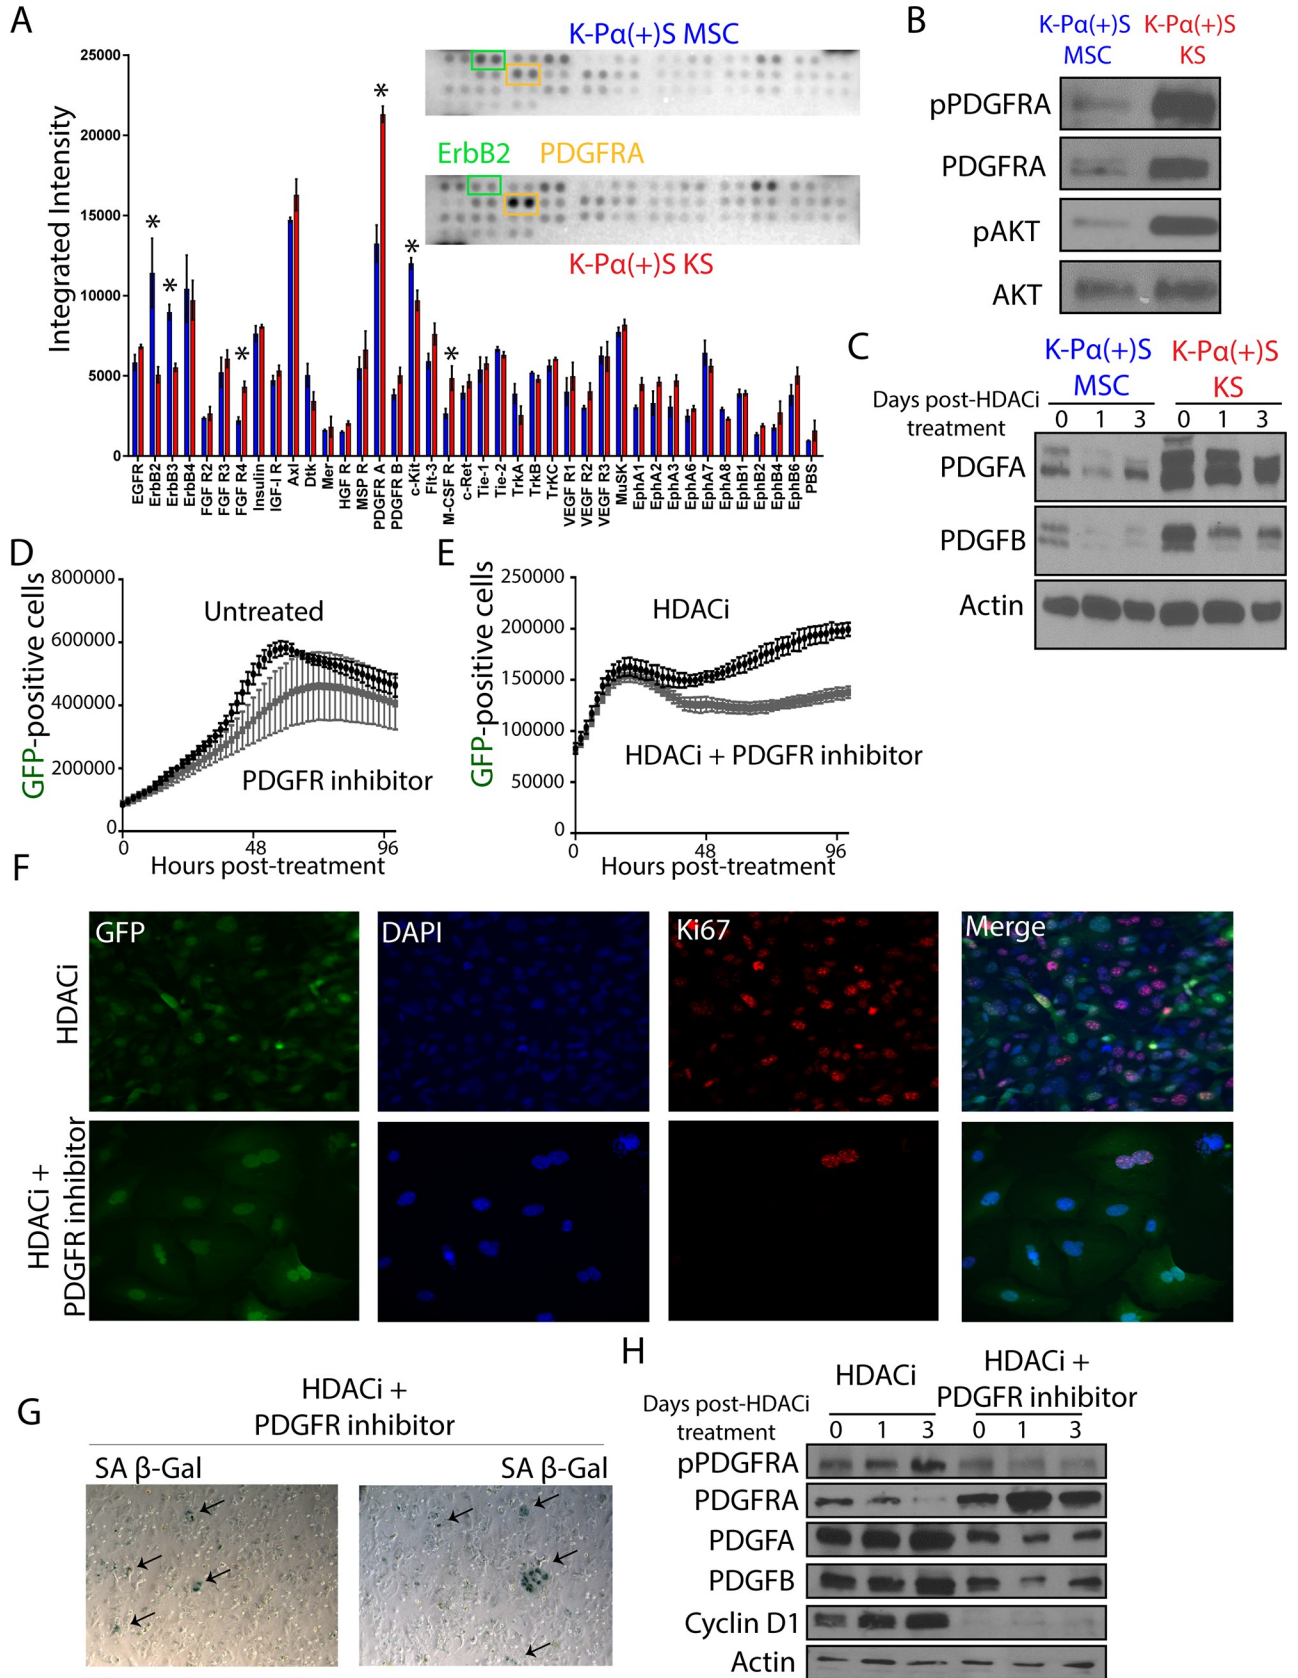 A
Integrated Intensity
25000
20000
15000
10000
5000
0
*
*
*
*
*
*
K-Pα(+)S MSC
ErbB2 PDGFRA
K-Pα(+)S KS
EGFR
ErbB2
ErbB3
ErbB4
FGF R2
FGF R3
FGF R4
Insulin
IGF-I R
Axl
Dtk
Mer
HGF R
MSP R
PDGFR A
PDGFR B
c-Kit
Flt-3
M-CSF R
c-Ret
Tie-1
Tie-2
TrkA
TrkB
TrKC
VEGF R1
VEGF R2
VEGF R3
MuSK
EphA1
EphA2
EphA3
EphA6
EphA7
EphA8
EphB1
EphB2
EphB4
EphB6
PBS
B
K-Pα(+)S K-Pα(+)S
MSC KS
pPDGFRA
PDGFRA
pAKT
AKT
C
K-Pα(+)S K-Pα(+)S
MSC KS
Days post-HDACi
treatment
0 1 3 0 1 3
PDGFA
PDGFB
Actin
D
GFP-positive cells
800000
600000
400000
200000
0
Untreated
PDGFR inhibitor
0 48 96
Hours post-treatment
E
GFP-positive cells
250000
200000
150000
100000
50000
0
HDACi
HDACi + PDGFR inhibitor
0 48 96
Hours post-treatment
F
GFP DAPI Ki67 Merge
HDACi
HDACi +
PDGFR inhibitor
G
HDACi +
PDGFR inhibitor
SA β-Gal SA β-Gal
H
HDACi
HDACi +
PDGFR inhibitor
Days post-HDACi
treatment
0 1 3 0 1 3
pPDGFRA
PDGFRA
PDGFA
PDGFB
Cyclin D1
Actin